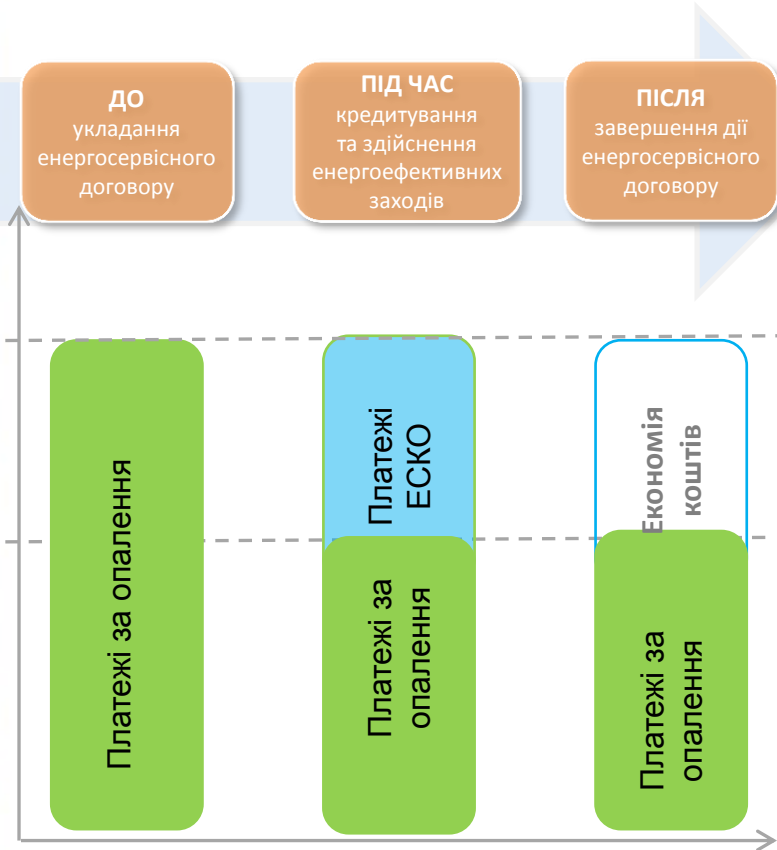 ДО
укладання
енергосервісного
договору
ПІД ЧАС
кредитування
та здійснення
енергоефективних
заходів
ПІСЛЯ
завершення дії
енергосервісного
договору
Платежі за опалення
Платежі
ЕСКО
Платежі за
опалення
Економія
коштів
Платежі за
опалення